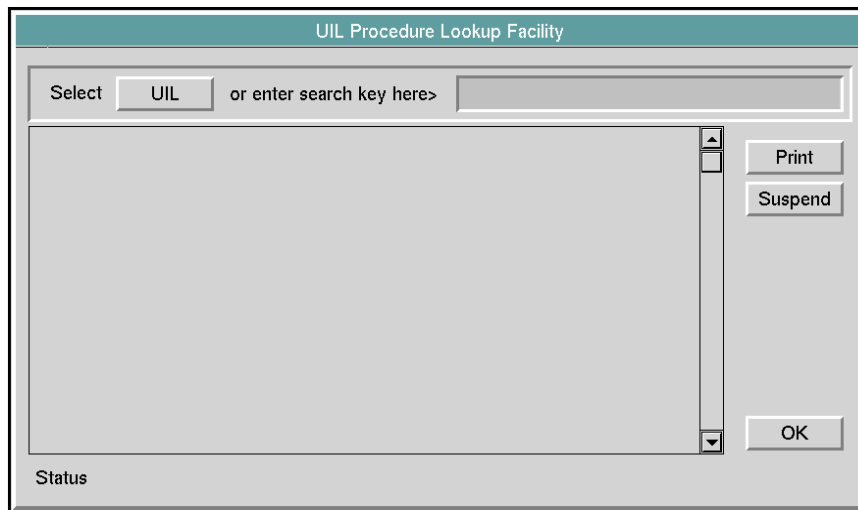 UIL Procedure Lookup Facility
Select UIL or enter search key here>
Print
Suspend
OK
Status